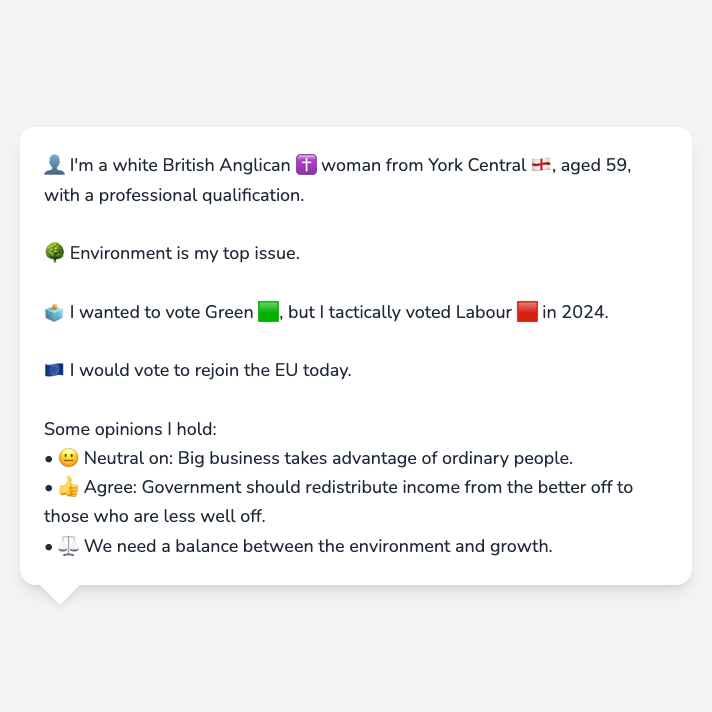 👤 I'm a white British Anglican ✝️ woman from York Central 🏴󠁧󠁢󠁥󠁮󠁧󠁿, aged 59,
with a professional qualification.
🌳 Environment is my top issue.
🗳️ I wanted to vote Green 🟩, but I tactically voted Labour 🟥 in 2024.
🇪🇺 I would vote to rejoin the EU today.
Some opinions I hold:
• 😐 Neutral on: Big business takes advantage of ordinary people.
• 👍 Agree: Government should redistribute income from the better off to
those who are less well off.
• ⚖️ We need a balance between the environment and growth.